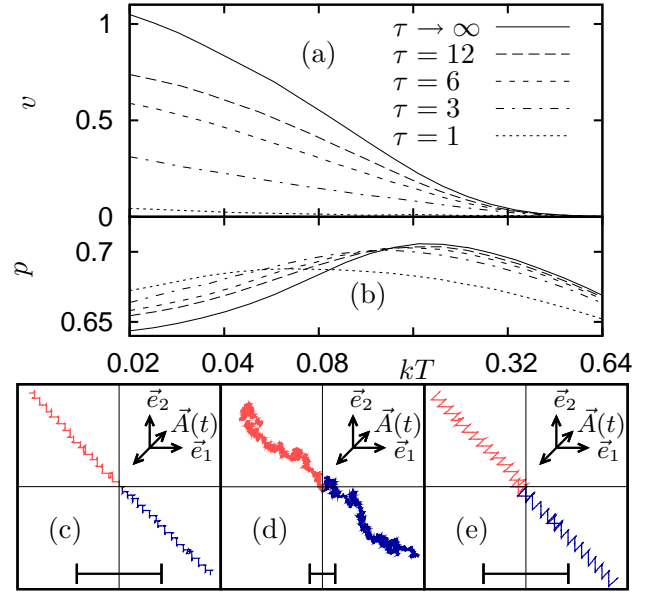 1
(a)
τ → ∞
τ = 12
τ = 6
τ = 3
τ = 1
v
0.5
0
p
0.7
0.65
(b)
0.02 0.04 0.08 kT 0.32 0.64
e⃗₂ A⃗(t) e⃗₁
e⃗₂ A⃗(t) e⃗₁
e⃗₂ A⃗(t) e⃗₁
(c) (d) (e)